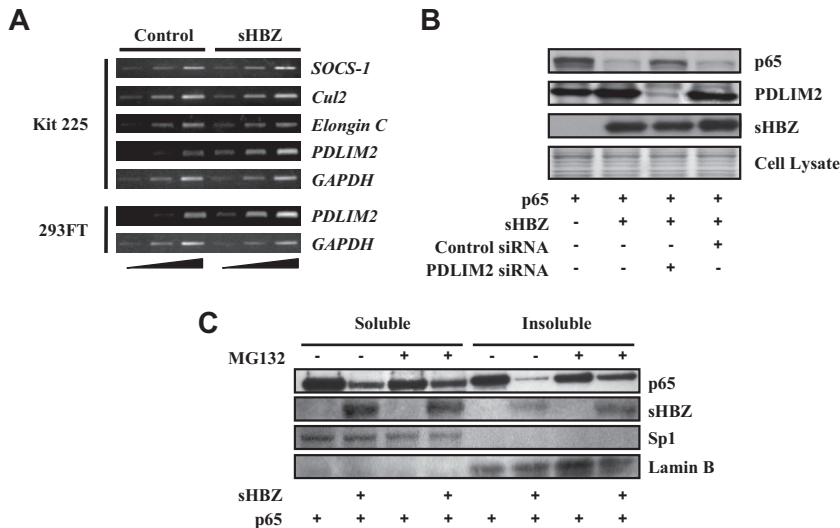 A
Control sHBZ
SOCS-1
Cul2
Kit 225
Elongin C
PDLIM2
GAPDH
293FT
PDLIM2
GAPDH
B
p65
PDLIM2
sHBZ
Cell Lysate
p65 + + + +
sHBZ - + + +
Control siRNA - - - +
PDLIM2 siRNA - - + -
C
Soluble Insoluble
MG132 - - + + - - + +
p65
sHBZ
Sp1
Lamin B
sHBZ + + + +
p65 + + + + + + + +